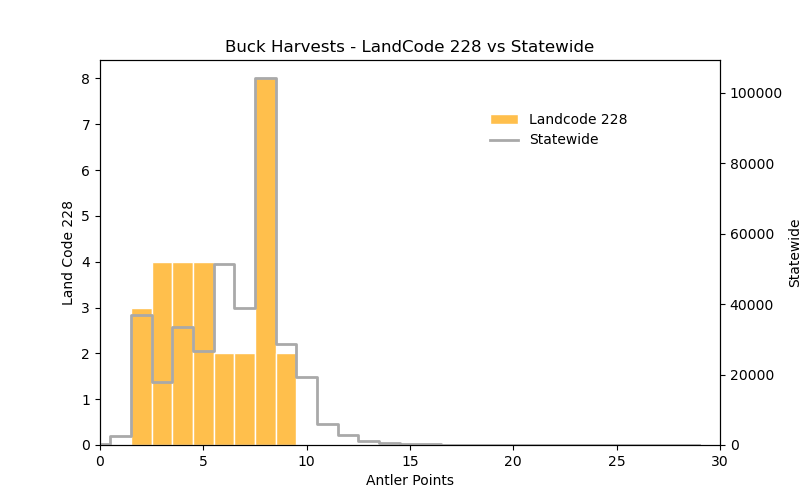 Buck Harvests - LandCode 228 vs Statewide
Land Code 228
8
7
6
5
4
3
2
1
0
Landcode 228
Statewide
100000
80000
60000
40000
20000
0
Statewide
0 5 10 15 20 25 30
Antler Points